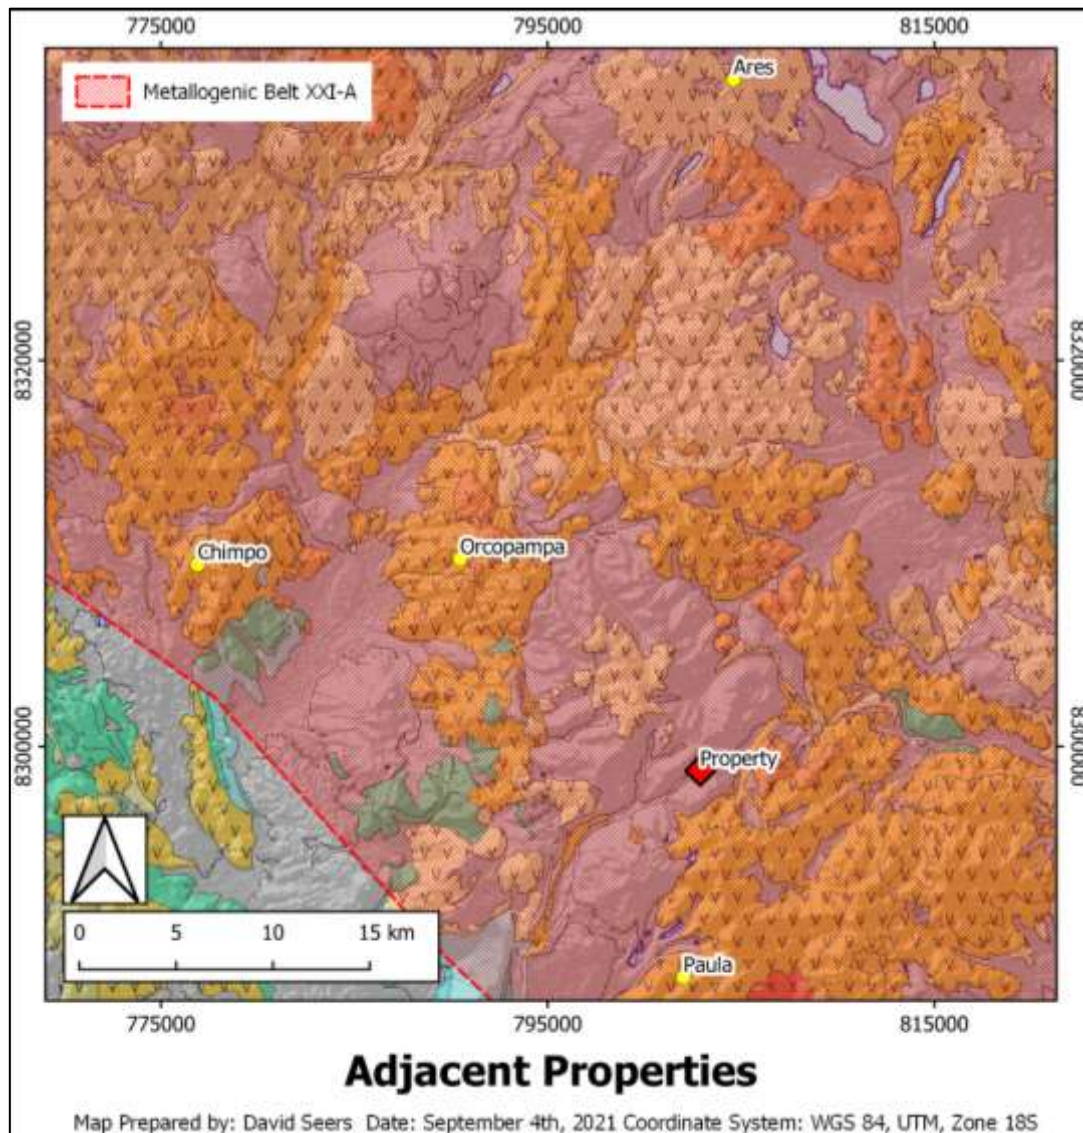 775000
795000
815000
Metallogenic Belt XXI-A
Ares
8320000
8320000
Chimpo
Orcopampa
8300000
8300000
Property
0 5 10 15 km
Paula
775000
795000
815000
Adjacent Properties
Map Prepared by: David Seers Date: September 4th, 2021 Coordinate System: WGS 84, UTM, Zone 18S